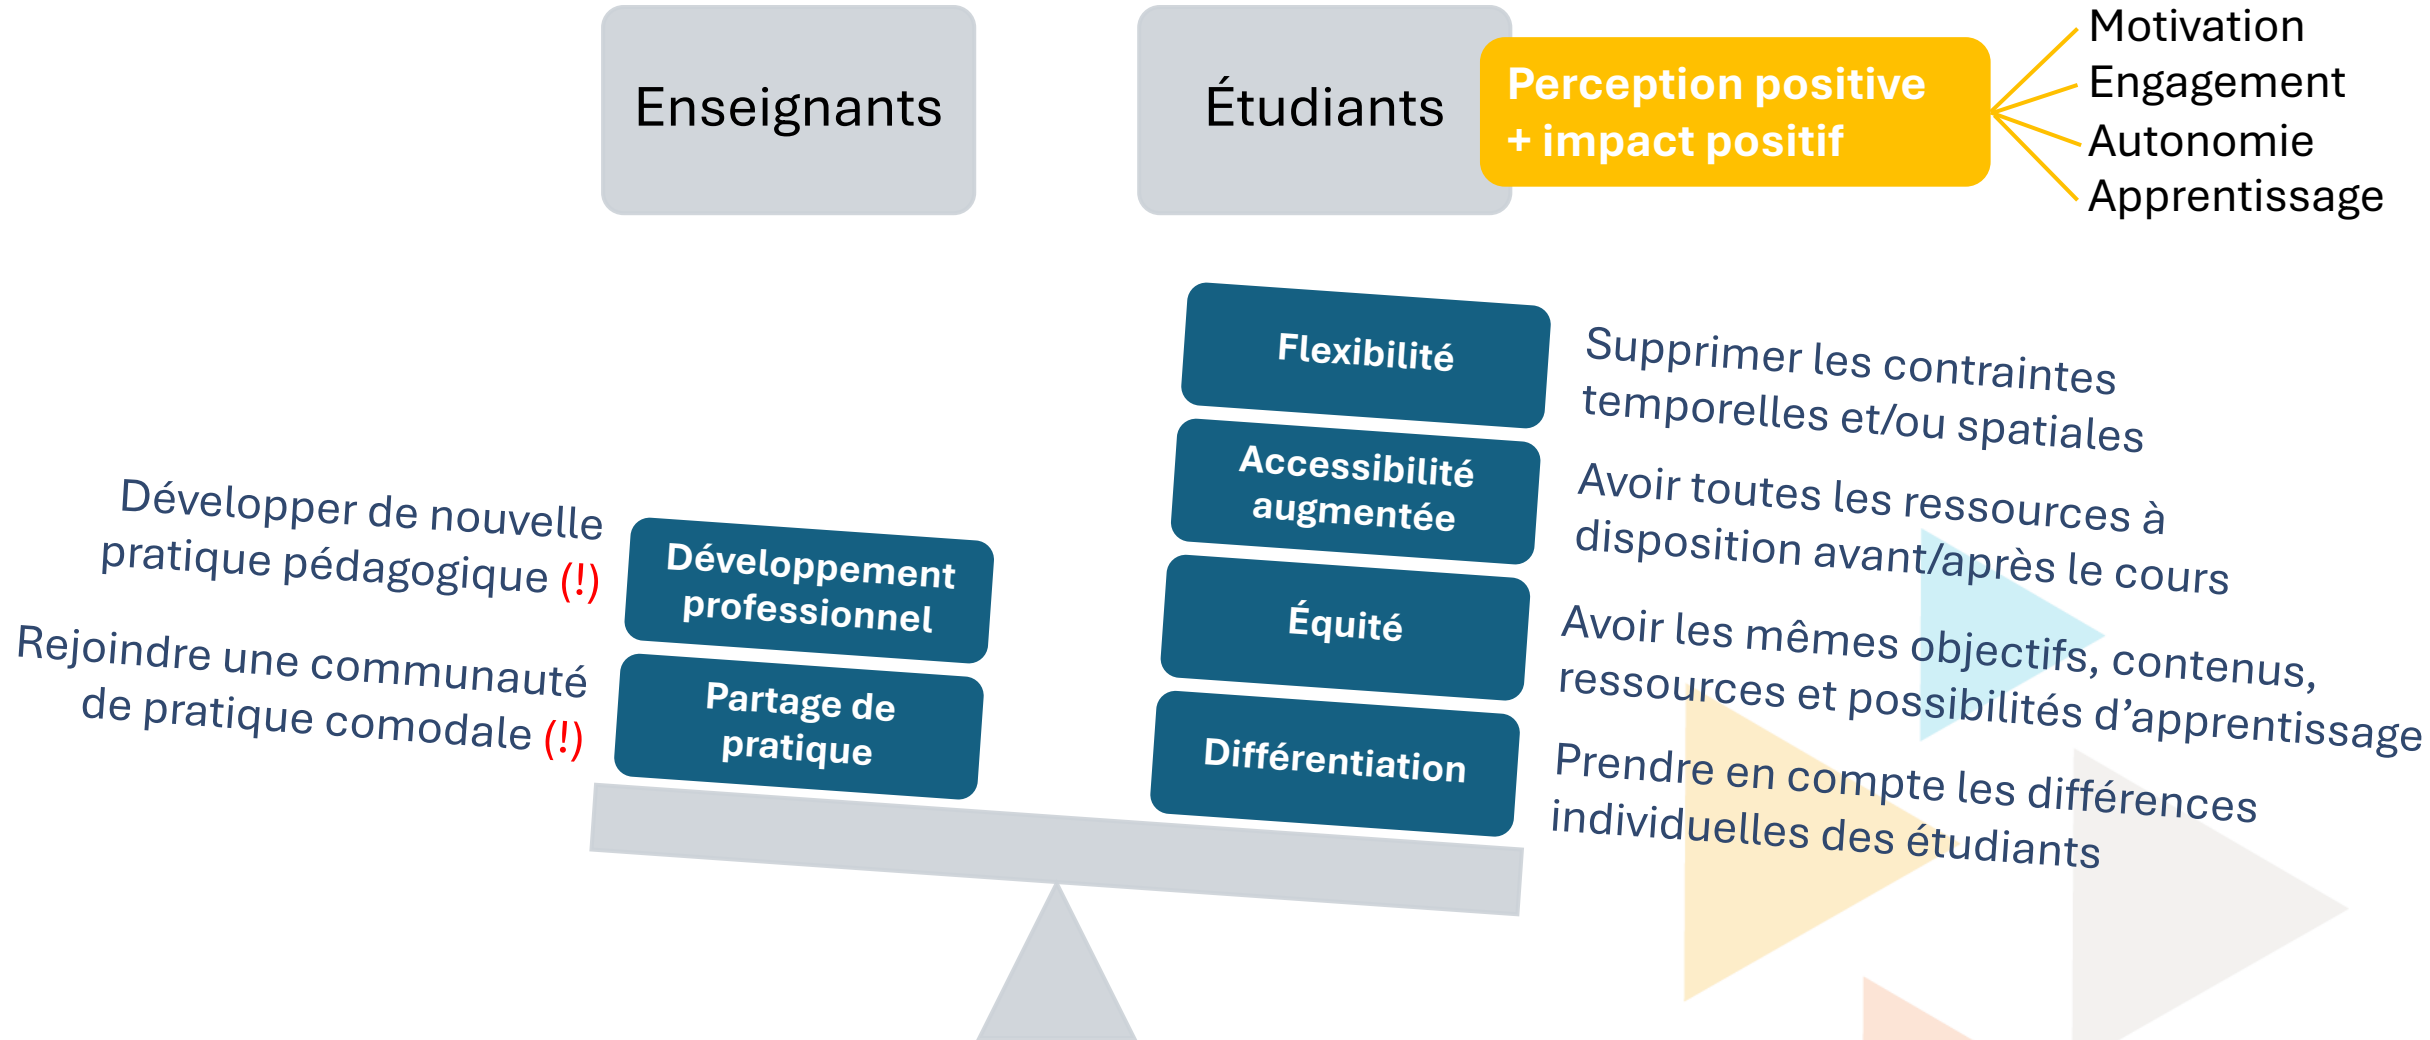 Enseignants
Étudiants
Perception positive
+ impact positif
Motivation
Engagement
Autonomie
Apprentissage
Développer de nouvelle
pratique pédagogique (!)
Développement
professionnel
Rejoindre une communauté
de pratique comodale (!)
Partage de
pratique
Flexibilité
Supprimer les contraintes
temporelles et/ou spatiales
Accessibilité
augmentée
Avoir toutes les ressources à
disposition avant/après le cours
Équité
Avoir les mêmes objectifs, contenus,
ressources et possibilités d’apprentissage
Différentiation
Prendre en compte les différences
individuelles des étudiants